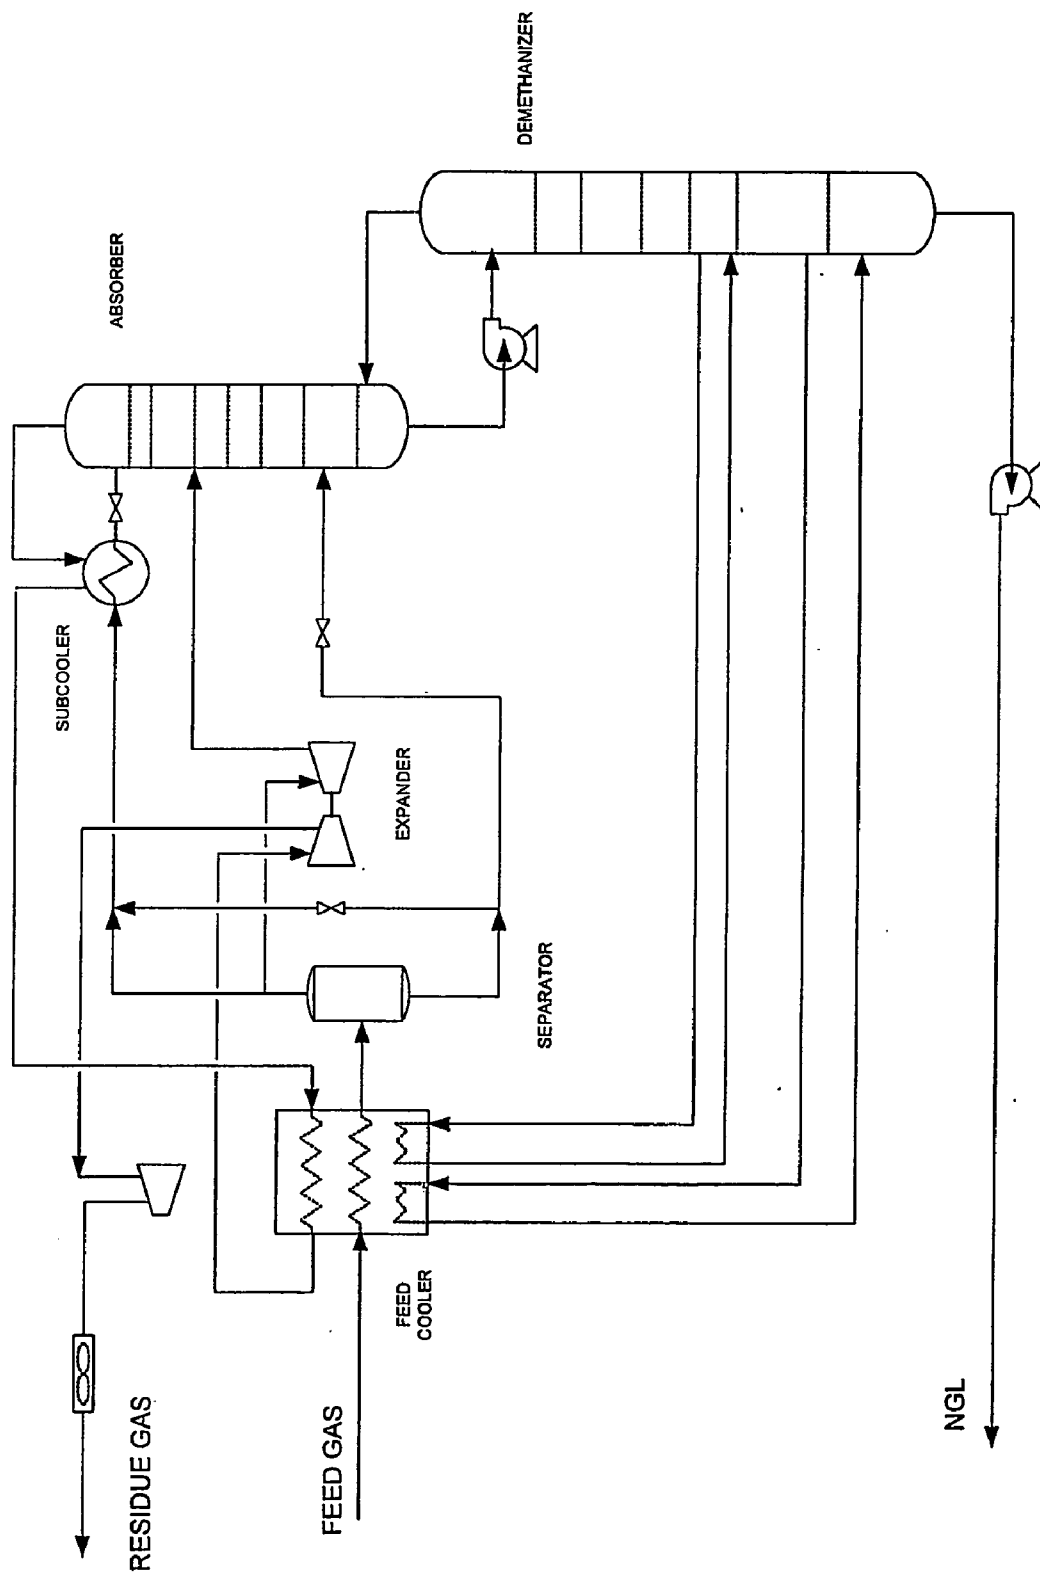 DEMETHANIZER
ABSORBER
SUBCOOLER
EXPANDER
SEPARATOR
FEED
COOLER
RESIDUE GAS
FEED GAS
NGL